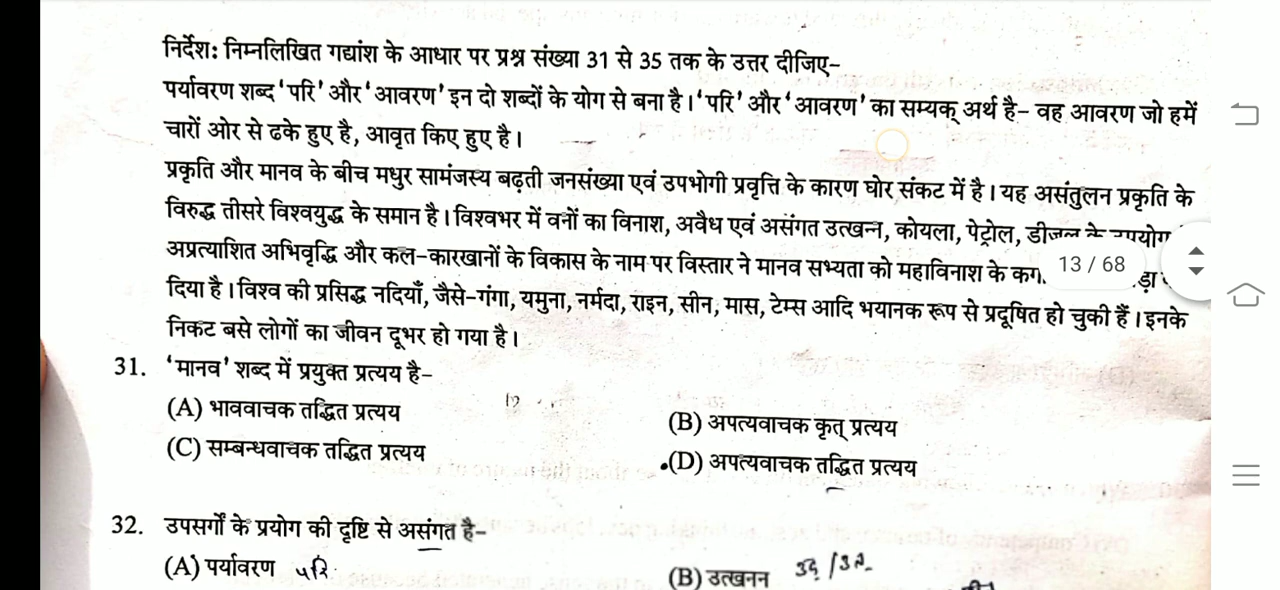 निर्देश: निम्नलिखित गद्यांश के आधार पर प्रश्न संख्या 31 से 35 तक के उत्तर दीजिए-
पर्यावरण शब्द 'परि' और 'आवरण' इन दो शब्दों के योग से बना है। 'परि' और 'आवरण' का सम्यक् अर्थ है- वह आवरण जो हमें
चारों ओर से ढके हुए है, आवृत किए हुए है।
प्रकृति और मानव के बीच मधुर सामंजस्य बढ़ती जनसंख्या एवं उपभोगी प्रवृत्ति के कारण घोर संकट में है। यह असंतुलन प्रकृति के
विरुद्ध तीसरे विश्वयुद्ध के समान है। विश्वभर में वनों का विनाश, अवैध एवं असंगत उत्खनन, कोयला, पेट्रोल, डीजल के उपयोग
अप्रत्याशित अभिवृद्धि और कल-कारखानों के विकास के नाम पर विस्तार ने मानव सभ्यता को महाविनाश के
13 / 68
दिया है। विश्व की प्रसिद्ध नदियाँ, जैसे-गंगा, यमुना, नर्मदा, राइन, सीन, मास, टेम्स आदि भयानक रूप से प्रदूषित हो चुकी हैं। इनके
निकट बसे लोगों का जीवन दूभर हो गया है।
31. 'मानव' शब्द में प्रयुक्त प्रत्यय है-
(A) भाववाचक तद्धित प्रत्यय
(B) अपत्यवाचक कृत् प्रत्यय
(C) सम्बन्धवाचक तद्धित प्रत्यय
(D) अपत्यवाचक तद्धित प्रत्यय
32. उपसर्गों के प्रयोग की दृष्टि से असंगत है-
(A) पर्यावरण परि
(B) उत्खनन